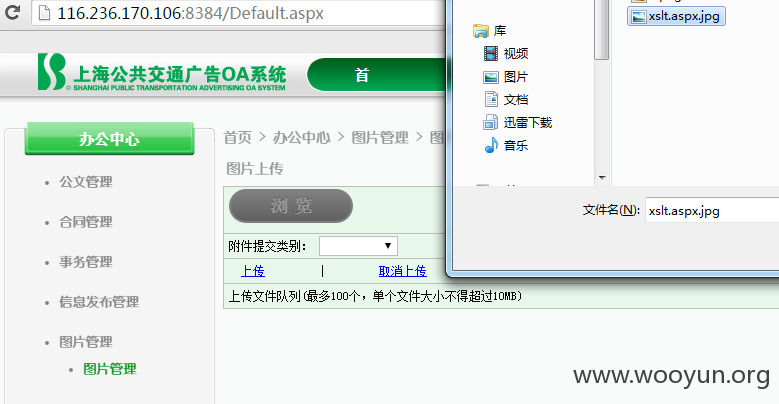 116.236.170.106:8384/Default.aspx
xslt.aspx.jpg
库
视频
图片
文档
迅雷下载
音乐
文件名(N): xslt.aspx.jpg
上海公共交通广告OA系统
© SHANGHAI PUBLIC TRANSPORTATION ADVERTISING OA SYSTEM
首
办公中心
首页 > 办公中心 > 图片管理 >
公文管理
合同管理
事务管理
信息发布管理
图片管理
图片管理
图片上传
浏 览
附件提交类别：
上传 | 取消上传
上传文件队列(最多100个，单个文件大小不得超过10MB)
www.wooyun.org